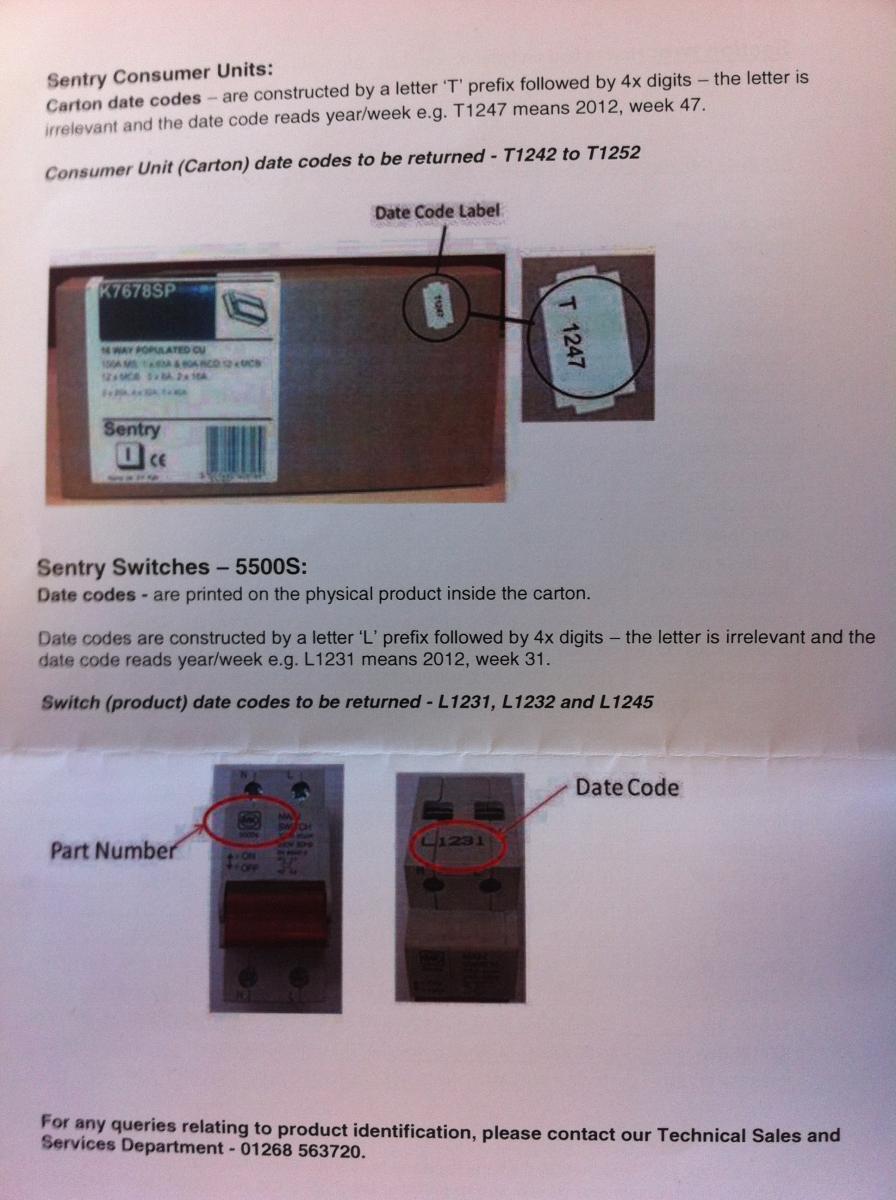 Sentry Consumer Units:
Carton date codes – are constructed by a letter ‘T’ prefix followed by 4x digits – the letter is
irrelevant and the date code reads year/week e.g. T1247 means 2012, week 47.
Consumer Unit (Carton) date codes to be returned - T1242 to T1252
Date Code Label
K7678SP
T1247
T 1247
16 WAY POPULATED CU
Sentry
CE
Sentry Switches – 5500S:
Date codes - are printed on the physical product inside the carton.
Date codes are constructed by a letter ‘L’ prefix followed by 4x digits – the letter is irrelevant and the
date code reads year/week e.g. L1231 means 2012, week 31.
Switch (product) date codes to be returned - L1231, L1232 and L1245
N L
MAIN
SWITCH
ON
OFF
N L
Part Number
L1231
Date Code
For any queries relating to product identification, please contact our Technical Sales and
Services Department - 01268 563720.